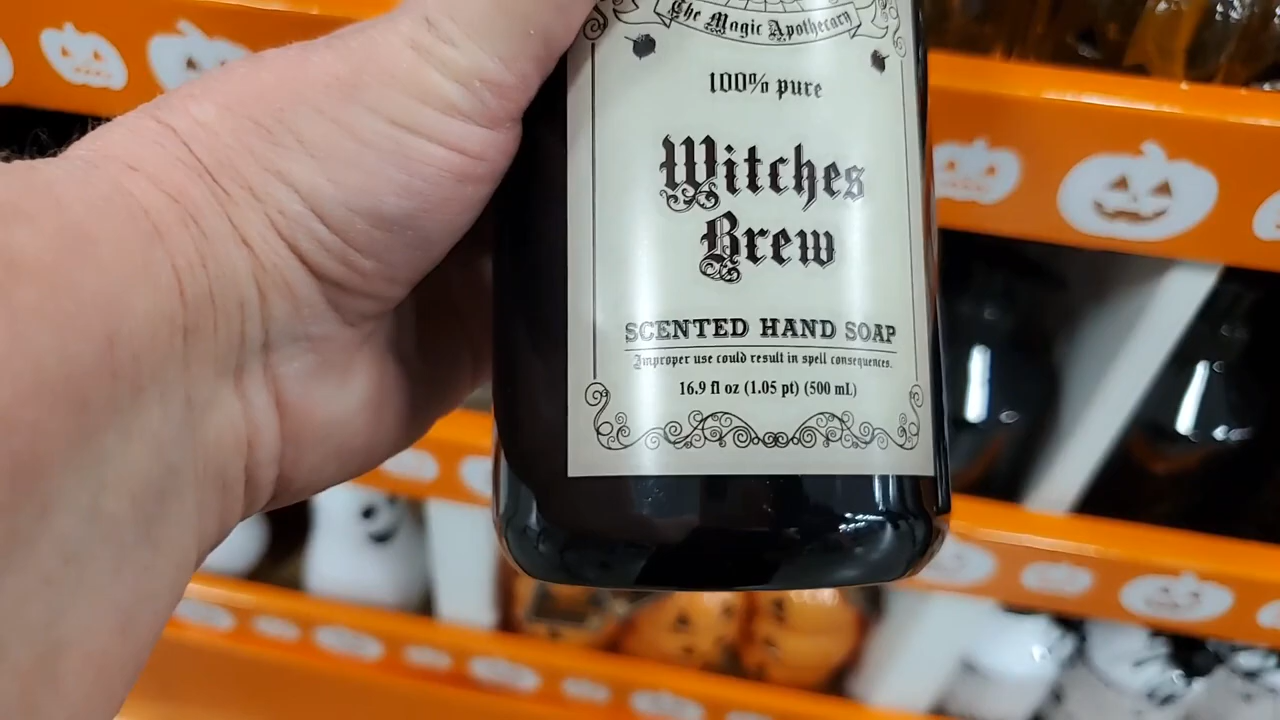 The Magic Apothecary
100% pure
Witches
Brew
SCENTED HAND SOAP
Improper use could result in spell consequences.
16.9 fl oz (1.05 pt) (500 mL)